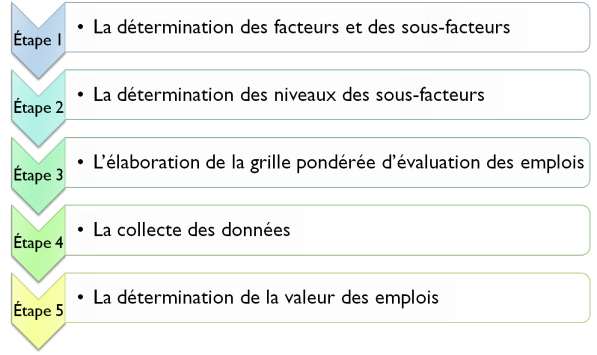 Étape 1
• La détermination des facteurs et des sous-facteurs
Étape 2
• La détermination des niveaux des sous-facteurs
Étape 3
• L’élaboration de la grille pondérée d’évaluation des emplois
Étape 4
• La collecte des données
Étape 5
• La détermination de la valeur des emplois